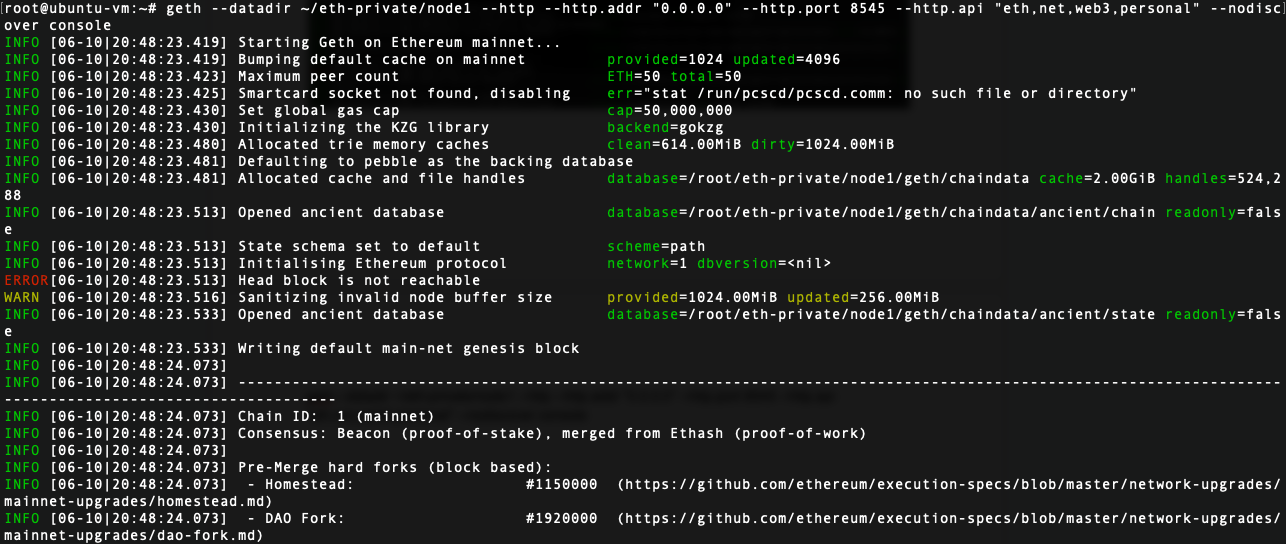 [root@ubuntu-vm:~# geth --datadir ~/eth-private/node1 --http --http.addr "0.0.0.0" --http.port 8545 --http.api "eth,net,web3,personal" --nodisc]
over console
INFO [06-10|20:48:23.419] Starting Geth on Ethereum mainnet...
INFO [06-10|20:48:23.419] Bumping default cache on mainnet         provided=1024 updated=4096
INFO [06-10|20:48:23.423] Maximum peer count                       ETH=50 total=50
INFO [06-10|20:48:23.425] Smartcard socket not found, disabling    err="stat /run/pcscd/pcscd.comm: no such file or directory"
INFO [06-10|20:48:23.430] Set global gas cap                       cap=50,000,000
INFO [06-10|20:48:23.430] Initializing the KZG library             backend=gokzg
INFO [06-10|20:48:23.480] Allocated trie memory caches             clean=614.00MiB dirty=1024.00MiB
INFO [06-10|20:48:23.481] Defaulting to pebble as the backing database
INFO [06-10|20:48:23.481] Allocated cache and file handles         database=/root/eth-private/node1/geth/chaindata cache=2.00GiB handles=524,2
88
INFO [06-10|20:48:23.513] Opened ancient database                  database=/root/eth-private/node1/geth/chaindata/ancient/chain readonly=fals
e
INFO [06-10|20:48:23.513] State schema set to default              scheme=path
INFO [06-10|20:48:23.513] Initialising Ethereum protocol           network=1 dbversion=<nil>
ERROR[06-10|20:48:23.513] Head block is not reachable
WARN [06-10|20:48:23.516] Sanitizing invalid node buffer size      provided=1024.00MiB updated=256.00MiB
INFO [06-10|20:48:23.533] Opened ancient database                  database=/root/eth-private/node1/geth/chaindata/ancient/state readonly=fals
e
INFO [06-10|20:48:23.533] Writing default main-net genesis block
INFO [06-10|20:48:24.073]
INFO [06-10|20:48:24.073] --------------------------------------------------------------------------------------------------------------------
-------------------------------------
INFO [06-10|20:48:24.073] Chain ID:  1 (mainnet)
INFO [06-10|20:48:24.073] Consensus: Beacon (proof-of-stake), merged from Ethash (proof-of-work)
INFO [06-10|20:48:24.073]
INFO [06-10|20:48:24.073] Pre-Merge hard forks (block based):
INFO [06-10|20:48:24.073]  - Homestead:                   #1150000  (https://github.com/ethereum/execution-specs/blob/master/network-upgrades/
mainnet-upgrades/homestead.md)
INFO [06-10|20:48:24.073]  - DAO Fork:                    #1920000  (https://github.com/ethereum/execution-specs/blob/master/network-upgrades/
mainnet-upgrades/dao-fork.md)